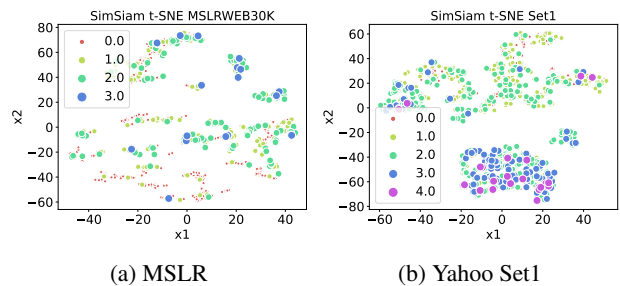 SimSiam t-SNE MSLRWEB30K
80
60
40
20
0
−20
−40
−60
x2
0.0
1.0
2.0
3.0
−40 −20 0 20 40
x1
(a) MSLR
SimSiam t-SNE Set1
60
40
20
0
−20
−40
−60
−80
x2
0.0
1.0
2.0
3.0
4.0
−60 −40 −20 0 20 40
x1
(b) Yahoo Set1